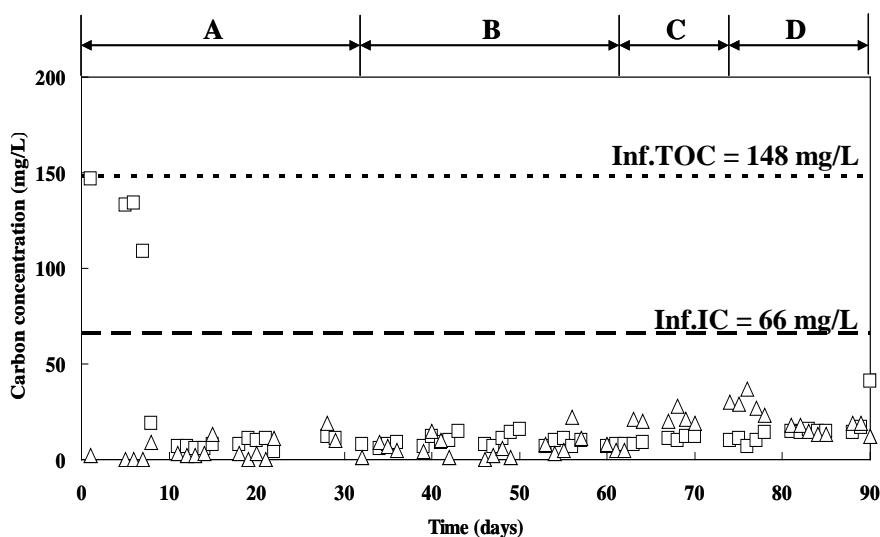 A B C D
200
Inf.TOC = 148 mg/L
150
100
Inf.IC = 66 mg/L
50
0
0 10 20 30 40 50 60 70 80 90
Carbon concentration (mg/L)
Time (days)